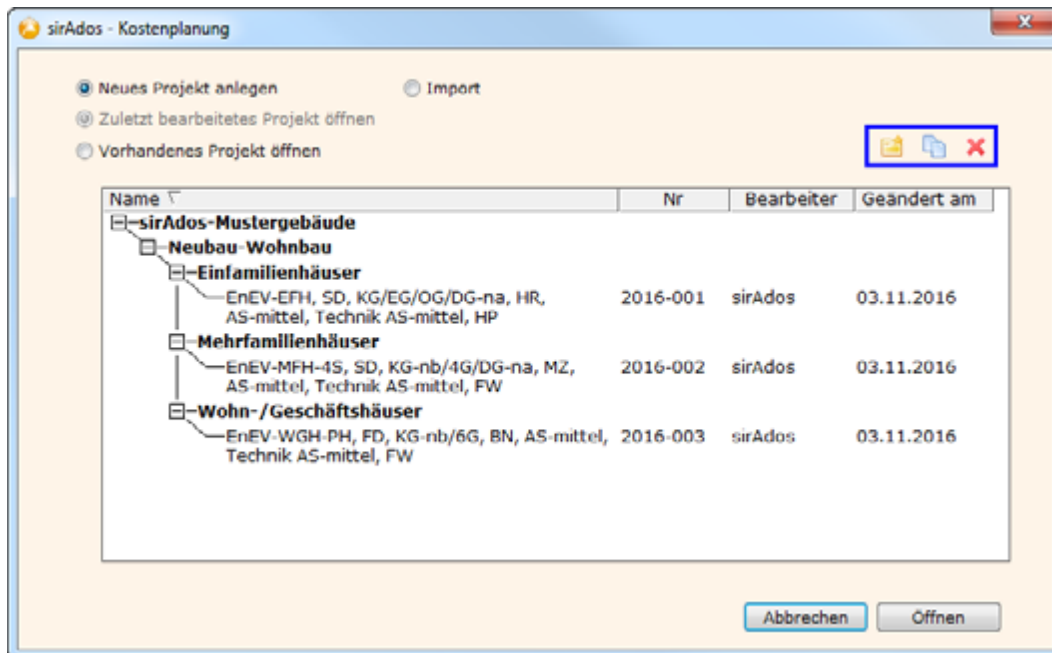 sirAdos - Kostenplanung
Neues Projekt anlegen Import
Zuletzt bearbeitetes Projekt öffnen
Vorhandenes Projekt öffnen
Name Nr Bearbeiter Geändert am
sirAdos-Mustergebäude
Neubau-Wohnbau
Einfamilienhäuser
EnEV-EFH, SD, KG/EG/OG/DG-na, HR, 2016-001 sirAdos 03.11.2016
AS-mittel, Technik AS-mittel, HP
Mehrfamilienhäuser
EnEV-MFH-4S, SD, KG-nb/4G/DG-na, MZ, 2016-002 sirAdos 03.11.2016
AS-mittel, Technik AS-mittel, FW
Wohn-/Geschäftshäuser
EnEV-WGH-PH, FD, KG-nb/6G, BN, AS-mittel, 2016-003 sirAdos 03.11.2016
Technik AS-mittel, FW
Abbrechen Öffnen